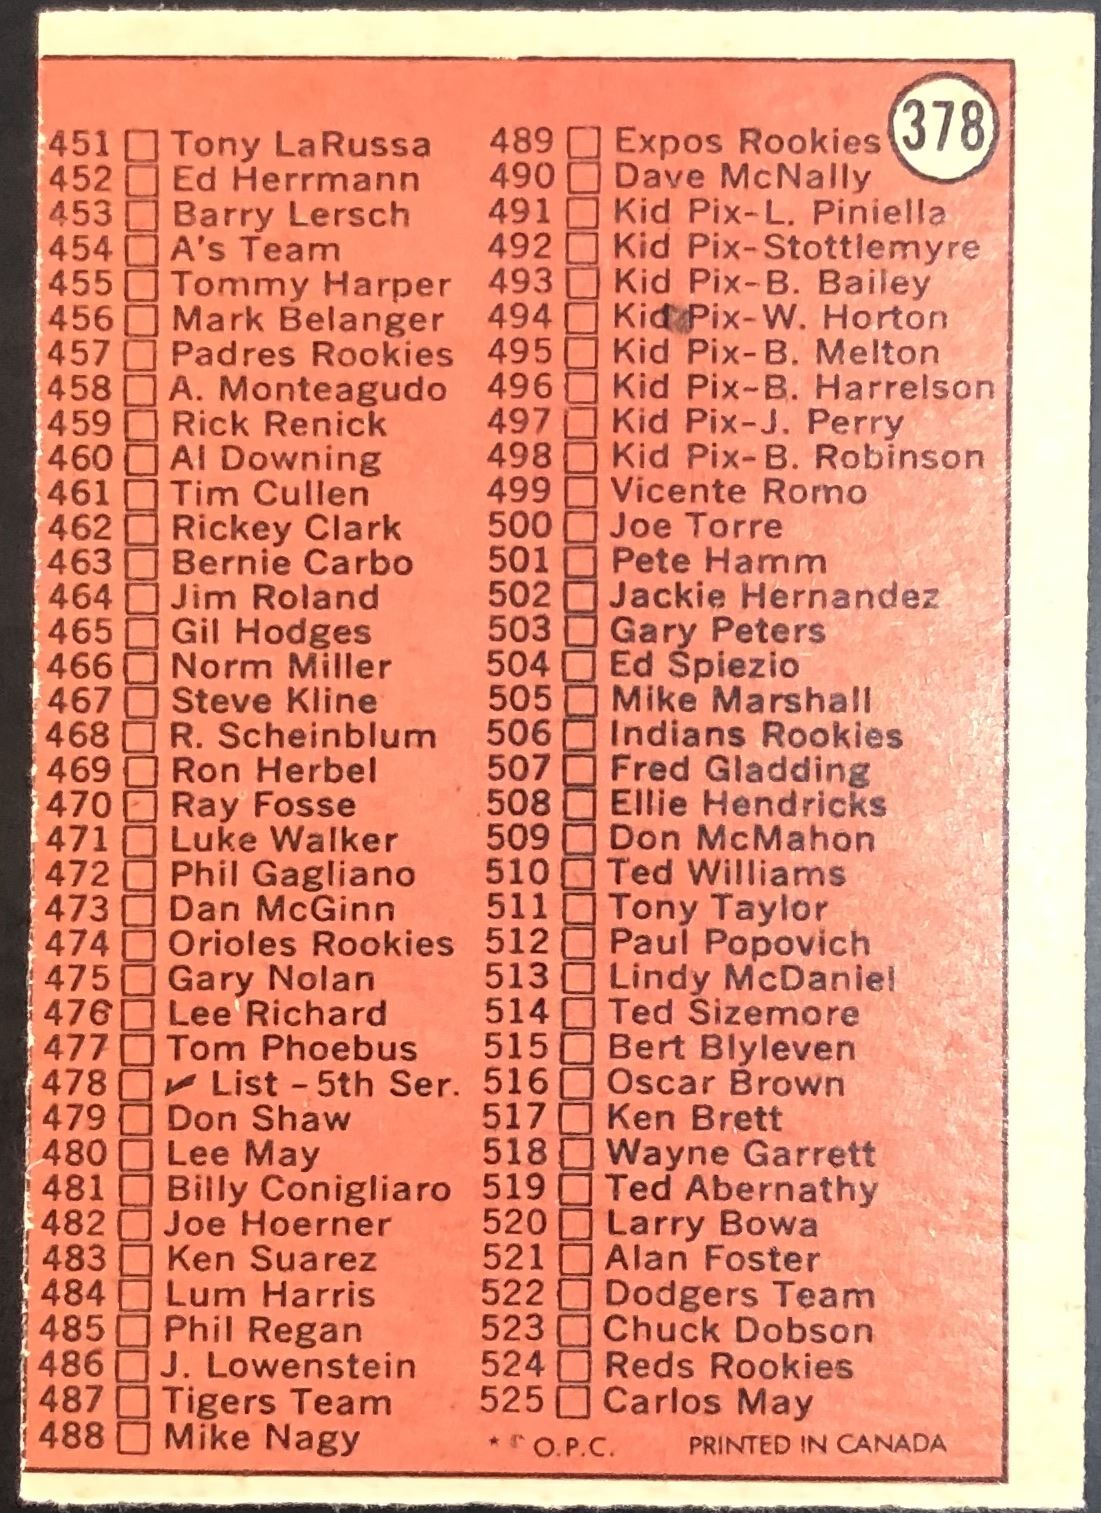 378
451 Tony LaRussa
452 Ed Herrmann
453 Barry Lersch
454 A's Team
455 Tommy Harper
456 Mark Belanger
457 Padres Rookies
458 A. Monteagudo
459 Rick Renick
460 Al Downing
461 Tim Cullen
462 Rickey Clark
463 Bernie Carbo
464 Jim Roland
465 Gil Hodges
466 Norm Miller
467 Steve Kline
468 R. Scheinblum
469 Ron Herbel
470 Ray Fosse
471 Luke Walker
472 Phil Gagliano
473 Dan McGinn
474 Orioles Rookies
475 Gary Nolan
476 Lee Richard
477 Tom Phoebus
478 ✓ List - 5th Ser.
479 Don Shaw
480 Lee May
481 Billy Conigliaro
482 Joe Hoerner
483 Ken Suarez
484 Lum Harris
485 Phil Regan
486 J. Lowenstein
487 Tigers Team
488 Mike Nagy
489 Expos Rookies
490 Dave McNally
491 Kid Pix-L. Piniella
492 Kid Pix-Stottlemyre
493 Kid Pix-B. Bailey
494 Kid Pix-W. Horton
495 Kid Pix-B. Melton
496 Kid Pix-B. Harrelson
497 Kid Pix-J. Perry
498 Kid Pix-B. Robinson
499 Vicente Romo
500 Joe Torre
501 Pete Hamm
502 Jackie Hernandez
503 Gary Peters
504 Ed Spiezio
505 Mike Marshall
506 Indians Rookies
507 Fred Gladding
508 Ellie Hendricks
509 Don McMahon
510 Ted Williams
511 Tony Taylor
512 Paul Popovich
513 Lindy McDaniel
514 Ted Sizemore
515 Bert Blyleven
516 Oscar Brown
517 Ken Brett
518 Wayne Garrett
519 Ted Abernathy
520 Larry Bowa
521 Alan Foster
522 Dodgers Team
523 Chuck Dobson
524 Reds Rookies
525 Carlos May
* O.P.C. PRINTED IN CANADA